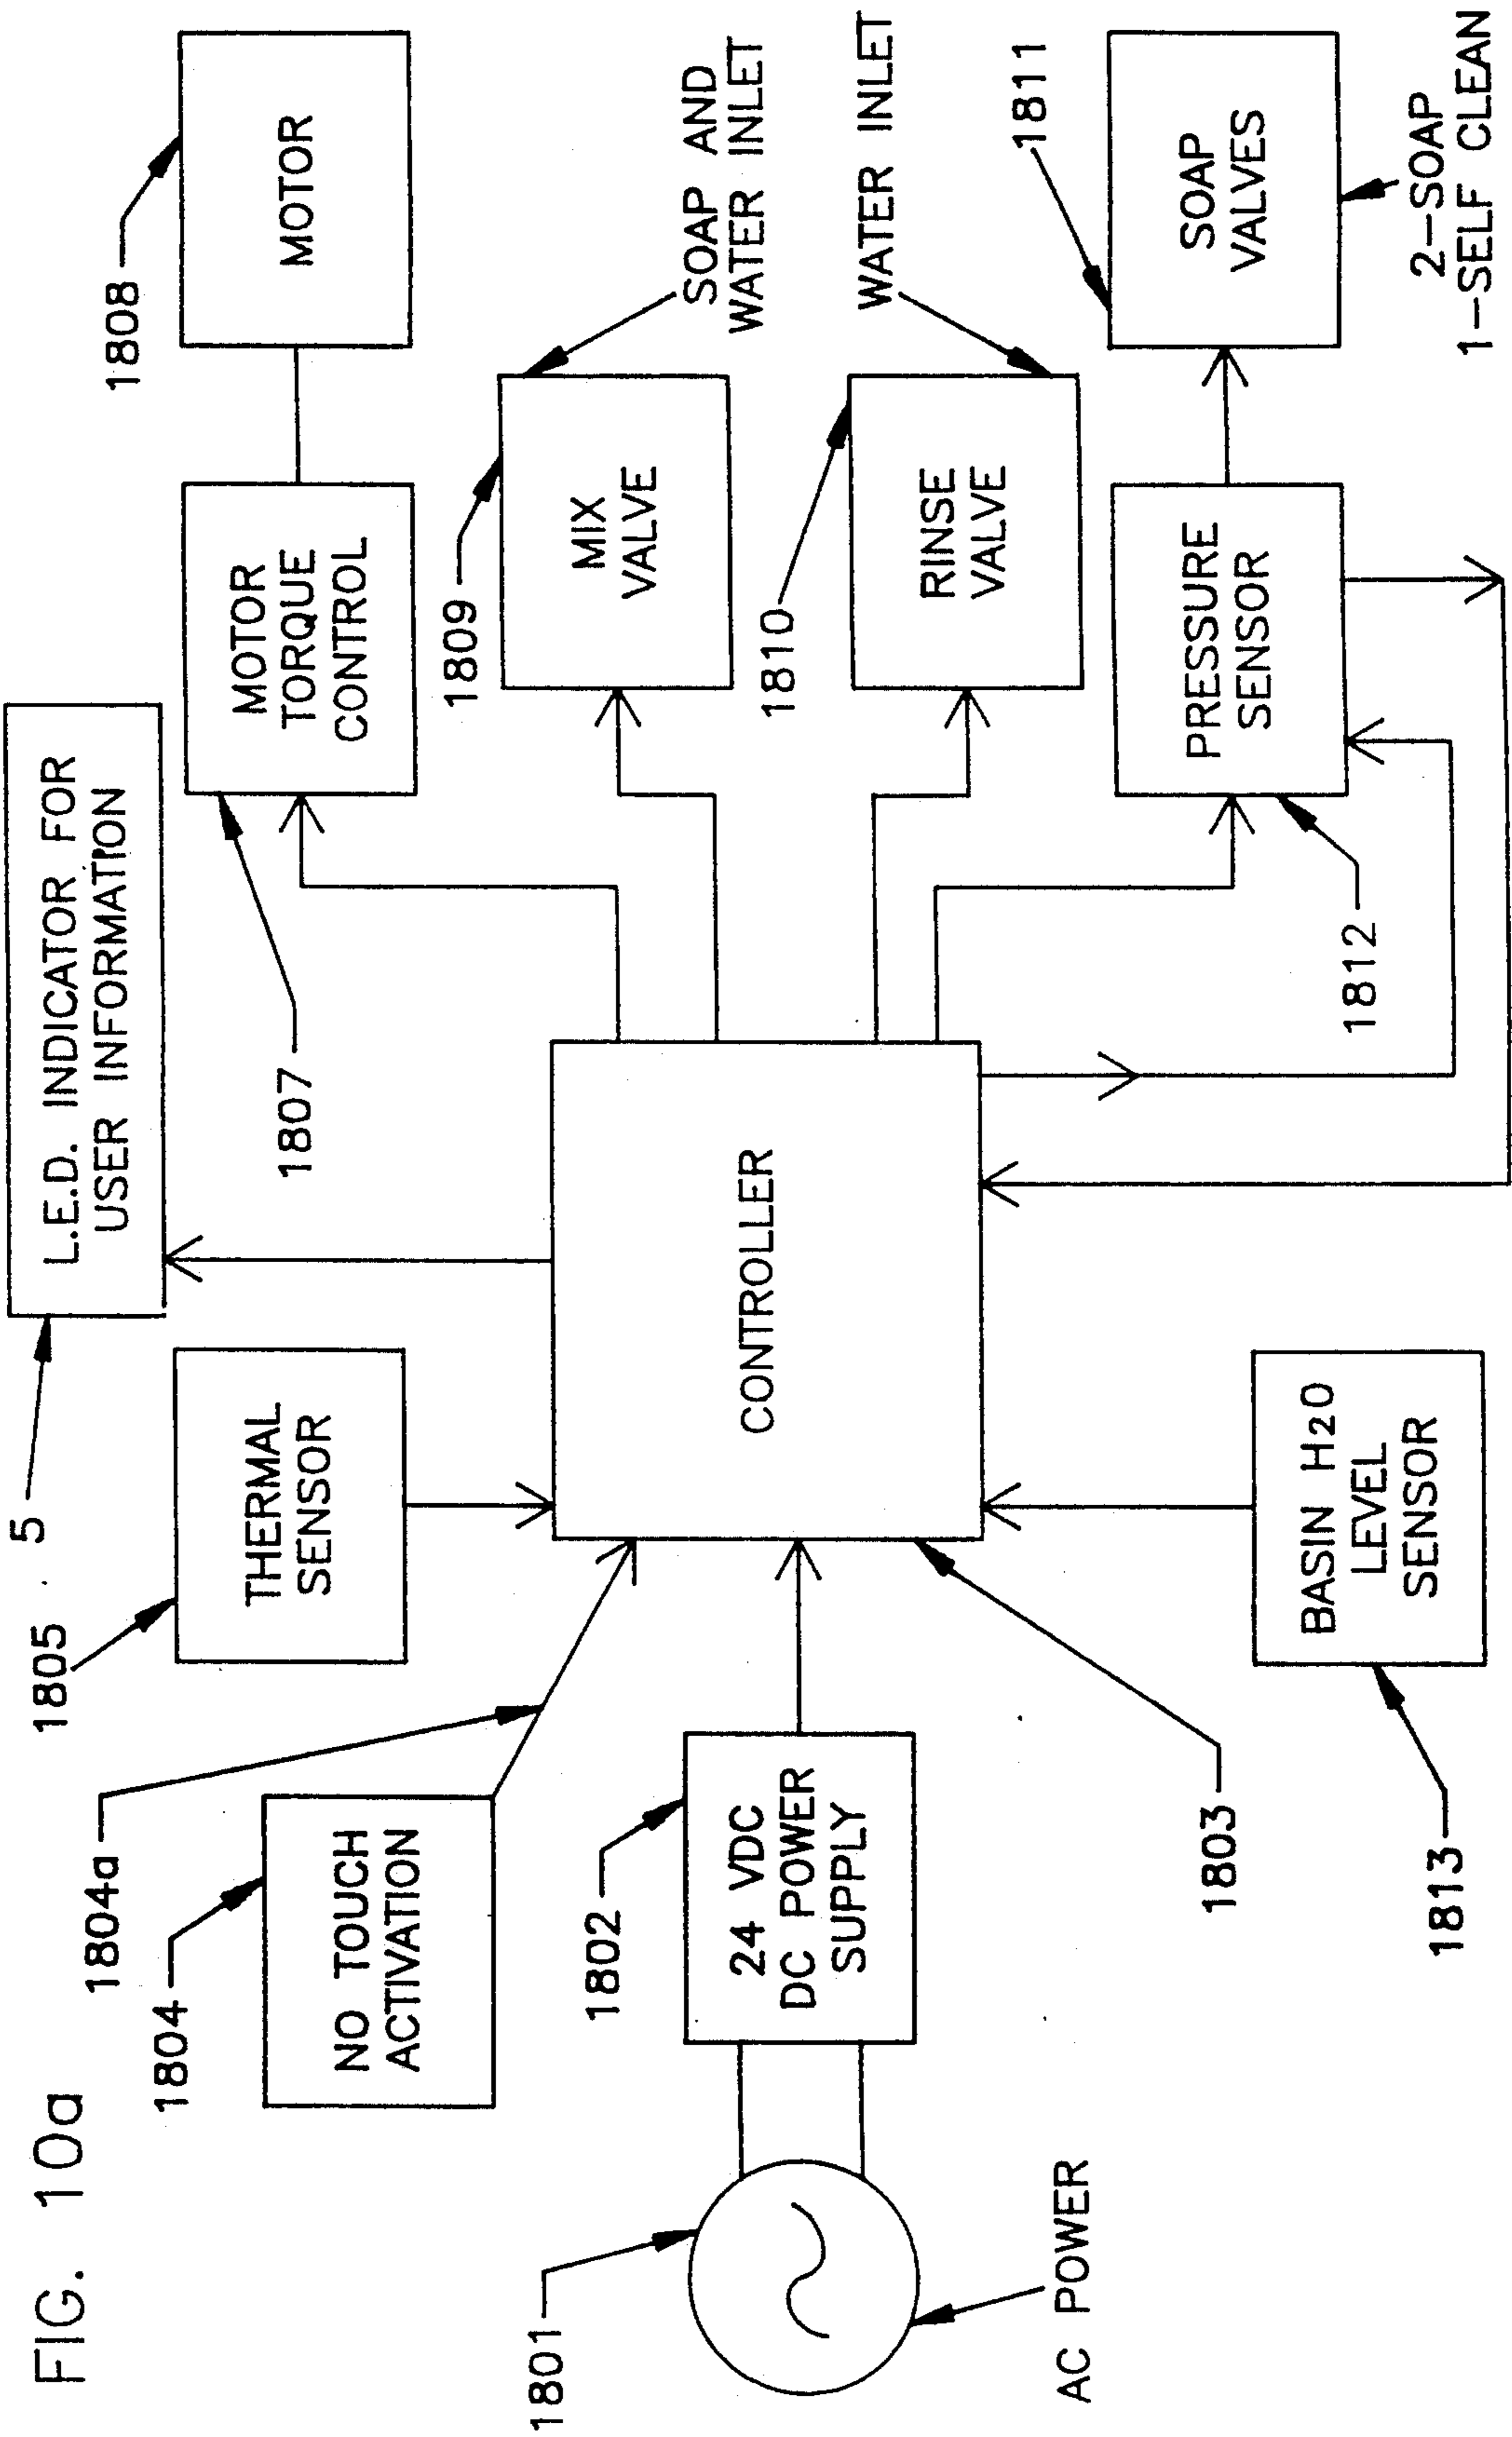 FIG. 10a
5
L.E.D. INDICATOR FOR
USER INFORMATION
1808
MOTOR
1805
THERMAL
SENSOR
1807
MOTOR
TORQUE
CONTROL
1804a
1804
NO TOUCH
ACTIVATION
1809
MIX
VALVE
SOAP AND
WATER INLET
1801
AC POWER
1802
24 VDC
DC POWER
SUPPLY
CONTROLLER
1803
1810
RINSE
VALVE
WATER INLET
1811
SOAP
VALVES
2-SOAP
1-SELF CLEAN
PRESSURE
SENSOR
1812
BASIN H2O
LEVEL
SENSOR
1813